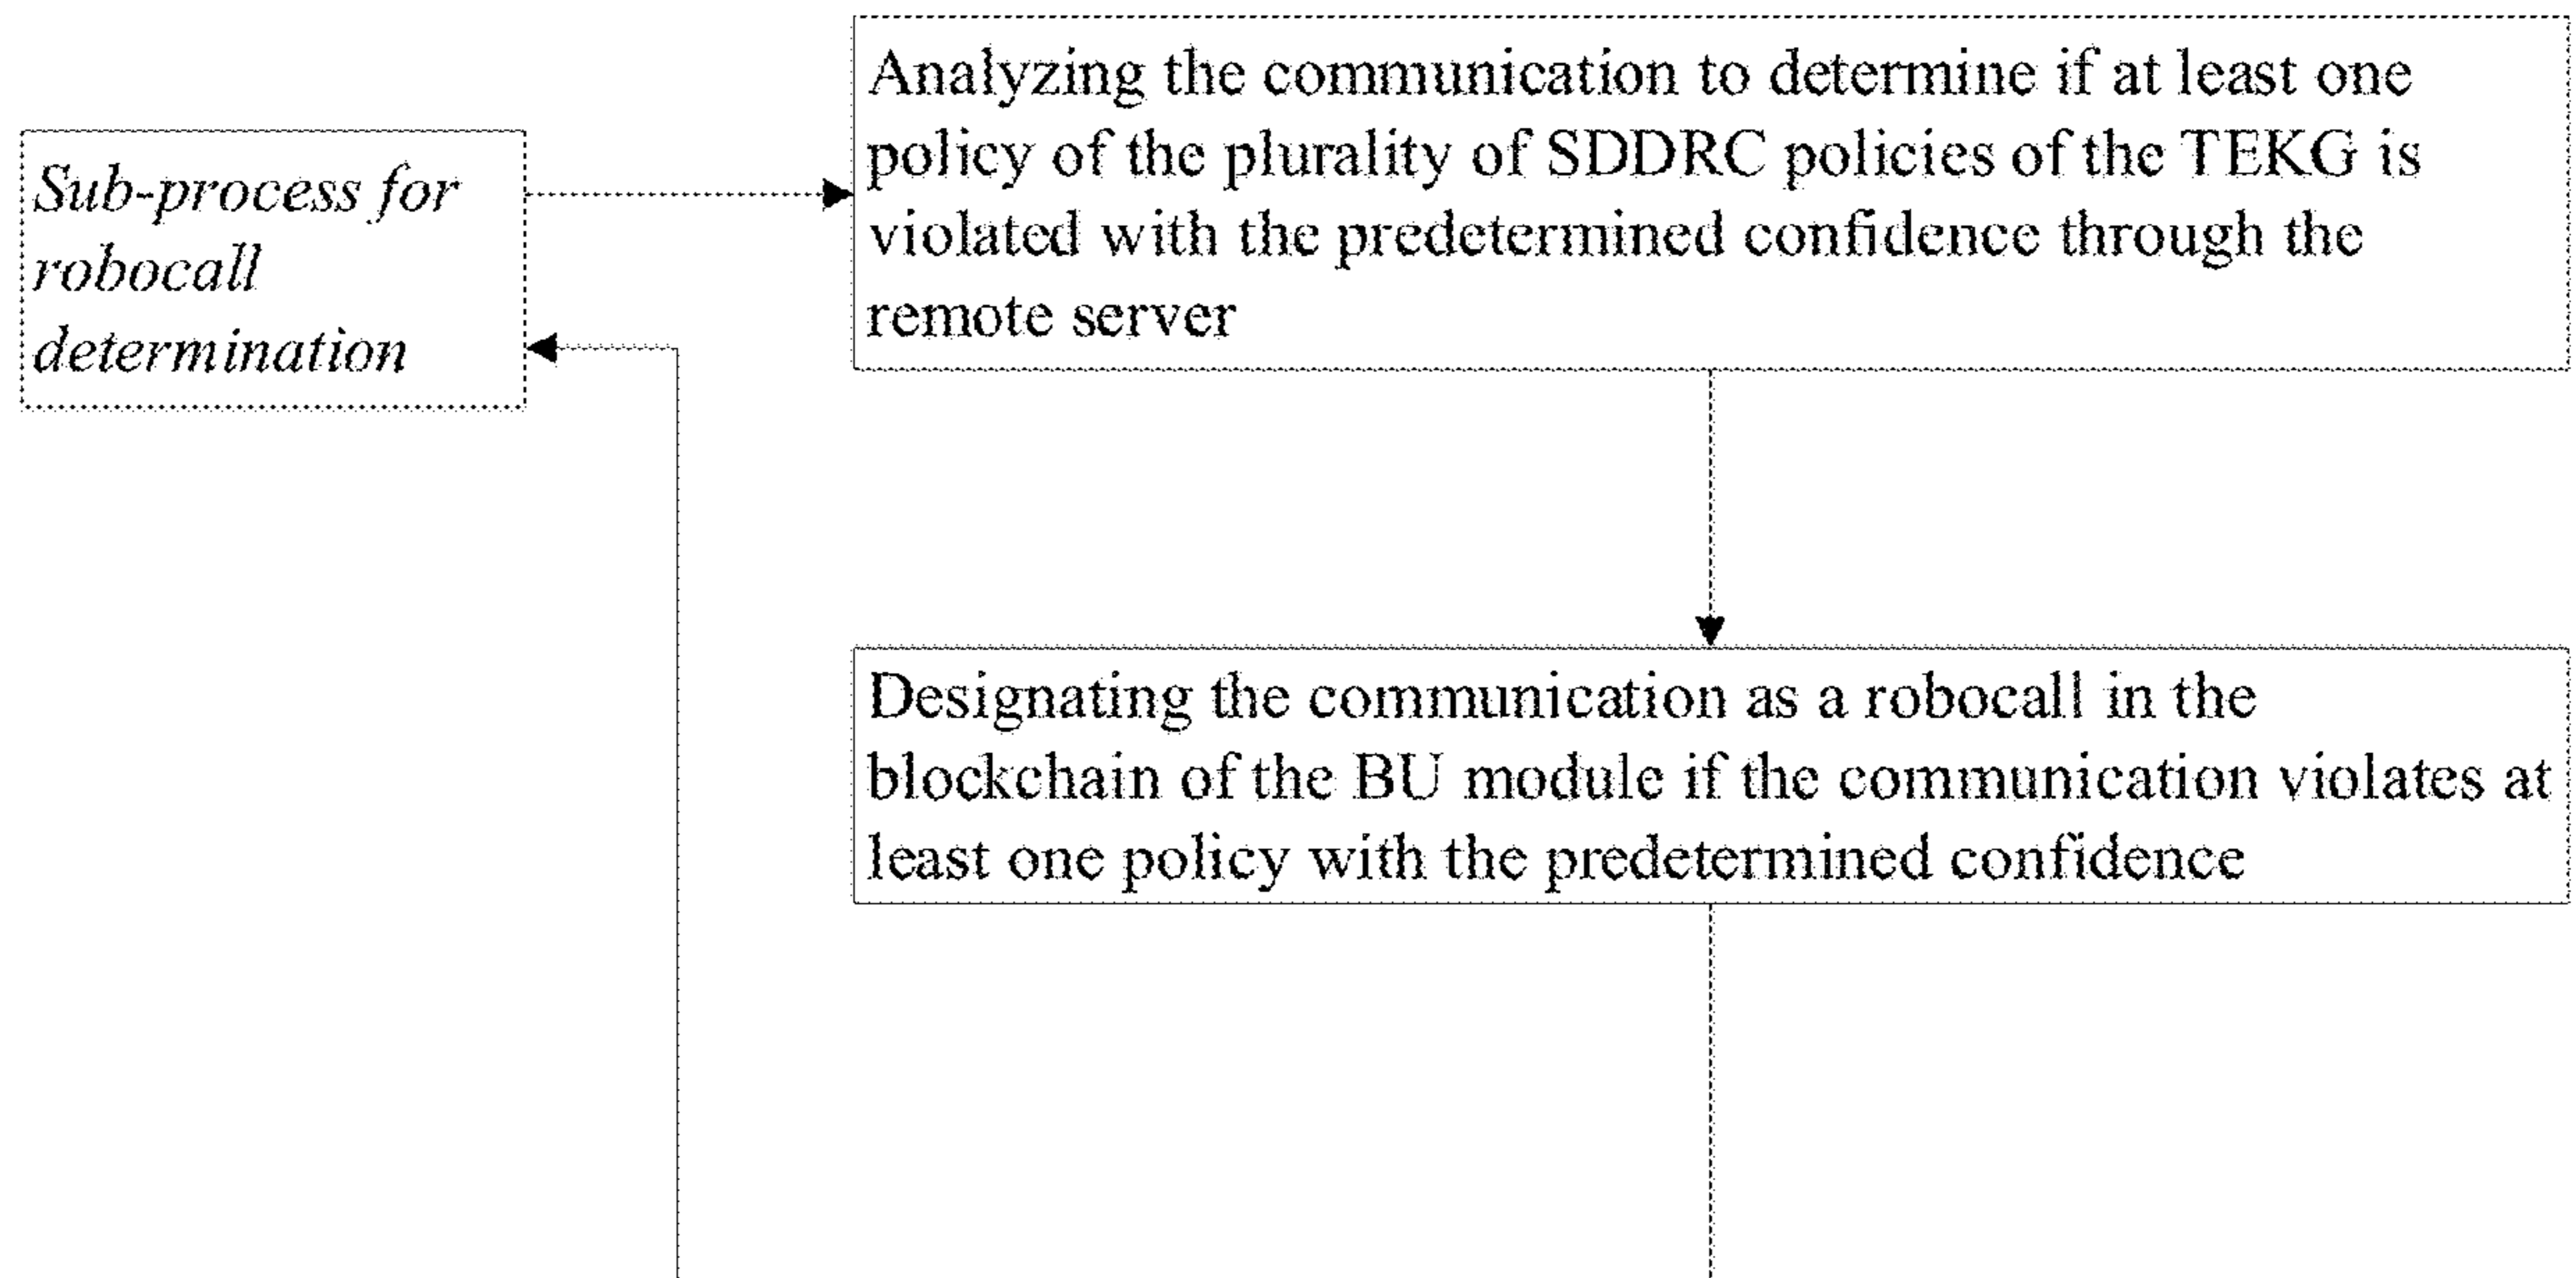 Sub-process for
robocall
determination
Analyzing the communication to determine if at least one
policy of the plurality of SDDRC policies of the TEKG is
violated with the predetermined confidence through the
remote server
Designating the communication as a robocall in the
blockchain of the BU module if the communication violates at
least one policy with the predetermined confidence